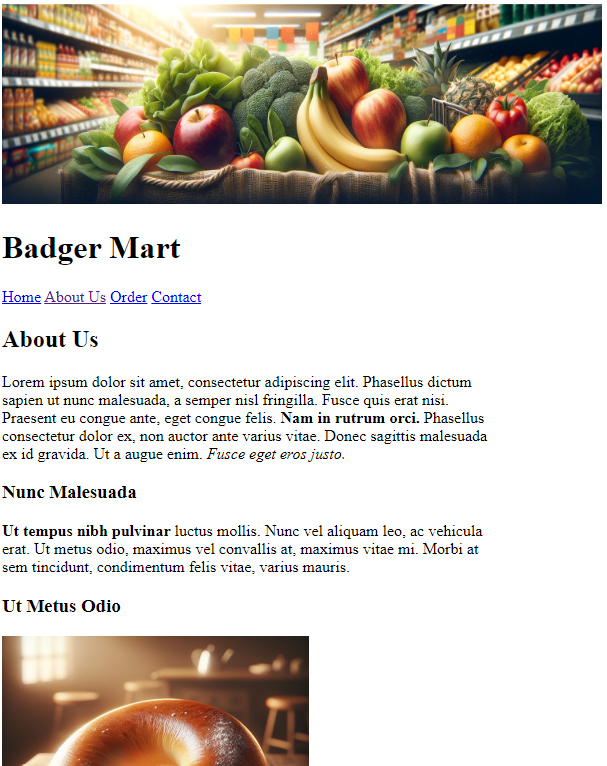 Badger Mart
Home About Us Order Contact
About Us
Lorem ipsum dolor sit amet, consectetur adipiscing elit. Phasellus dictum
sapien ut nunc malesuada, a semper nisl fringilla. Fusce quis erat nisi.
Praesent eu congue ante, eget congue felis. Nam in rutrum orci. Phasellus
consectetur dolor ex, non auctor ante varius vitae. Donec sagittis malesuada
ex id gravida. Ut a augue enim. Fusce eget eros justo.
Nunc Malesuada
Ut tempus nibh pulvinar luctus mollis. Nunc vel aliquam leo, ac vehicula
erat. Ut metus odio, maximus vel convallis at, maximus vitae mi. Morbi at
sem tincidunt, condimentum felis vitae, varius mauris.
Ut Metus Odio